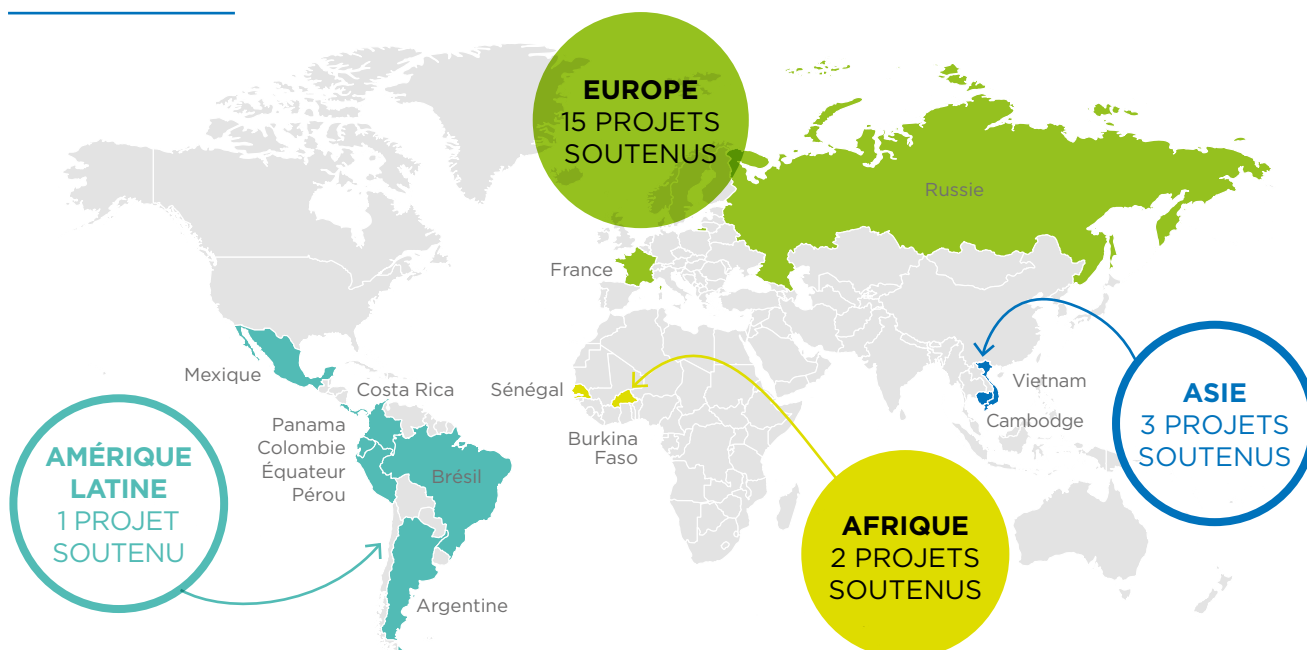 EUROPE
15 PROJETS
SOUTENUS
Russie
France
Mexique
Costa Rica
Sénégal
Vietnam
Cambodge
Panama
Colombie
Équateur
Pérou
Brésil
Burkina
Faso
ASIE
3 PROJETS
SOUTENUS
AMÉRIQUE
LATINE
1 PROJET
SOUTENU
AFRIQUE
2 PROJETS
SOUTENUS
Argentine